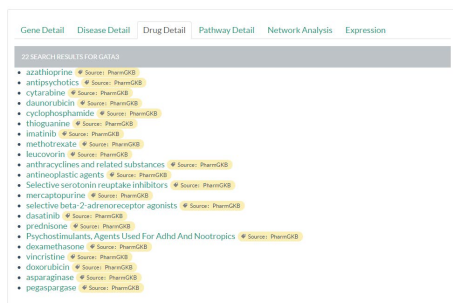 Gene Detail Disease Detail Drug Detail Pathway Detail Network Analysis Expression
22 SEARCH RESULTS FOR GATA3
azathioprine Source: PharmGKB
antipsychotics Source: PharmGKB
cytarabine Source: PharmGKB
daunorubicin Source: PharmGKB
cyclophosphamide Source: PharmGKB
thioguanine Source: PharmGKB
imatinib Source: PharmGKB
methotrexate Source: PharmGKB
leucovorin Source: PharmGKB
anthracyclines and related substances Source: PharmGKB
antineoplastic agents Source: PharmGKB
Selective serotonin reuptake inhibitors Source: PharmGKB
mercaptopurine Source: PharmGKB
selective beta-2-adrenoreceptor agonists Source: PharmGKB
dasatinib Source: PharmGKB
prednisone Source: PharmGKB
Psychostimulants, Agents Used For Adhd And Nootropics Source: PharmGKB
dexamethasone Source: PharmGKB
vincristine Source: PharmGKB
doxorubicin Source: PharmGKB
asparaginase Source: PharmGKB
pegaspargase Source: PharmGKB